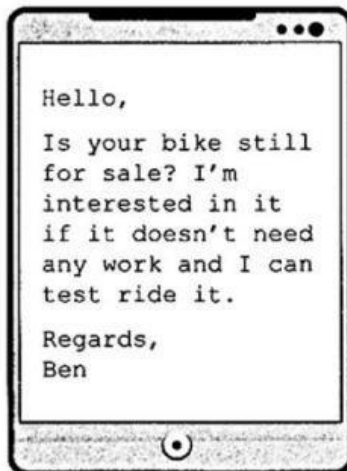 Hello,
Is your bike still
for sale? I'm
interested in it
if it doesn't need
any work and I can
test ride it.
Regards,
Ben